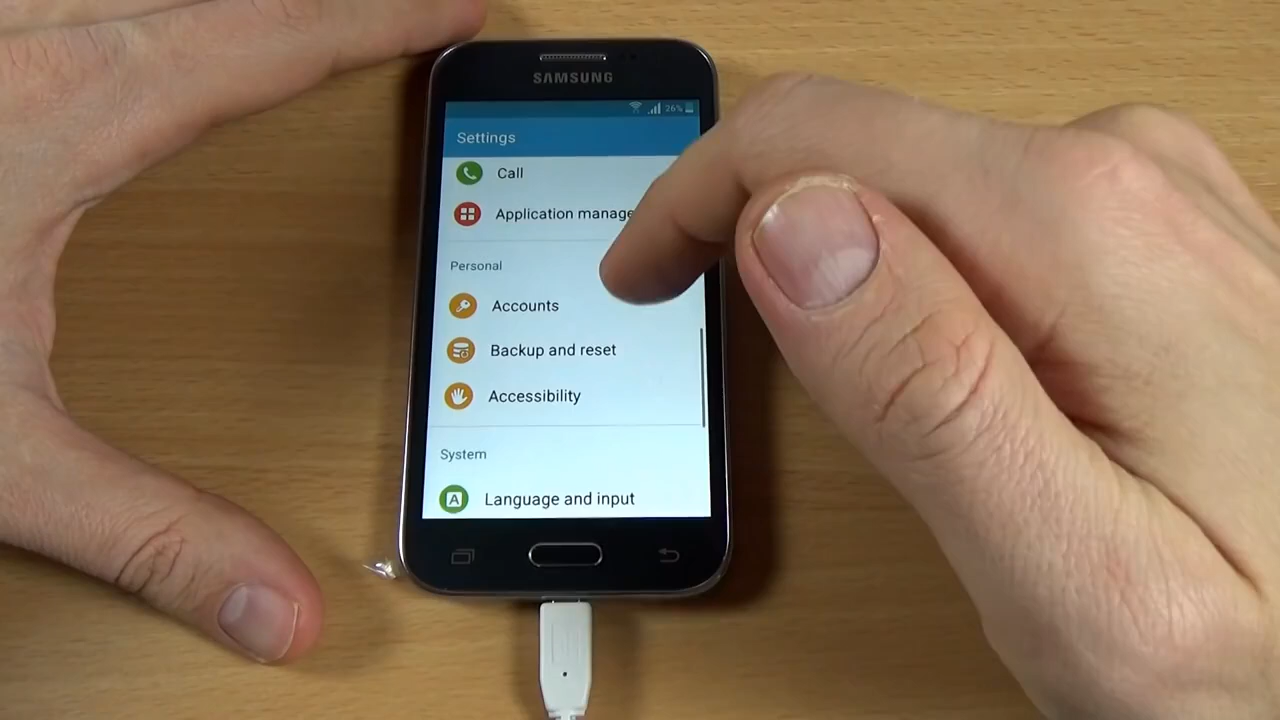 SAMSUNG
26%
Settings
Call
Application manage
Personal
Accounts
Backup and reset
Accessibility
System
A
Language and input